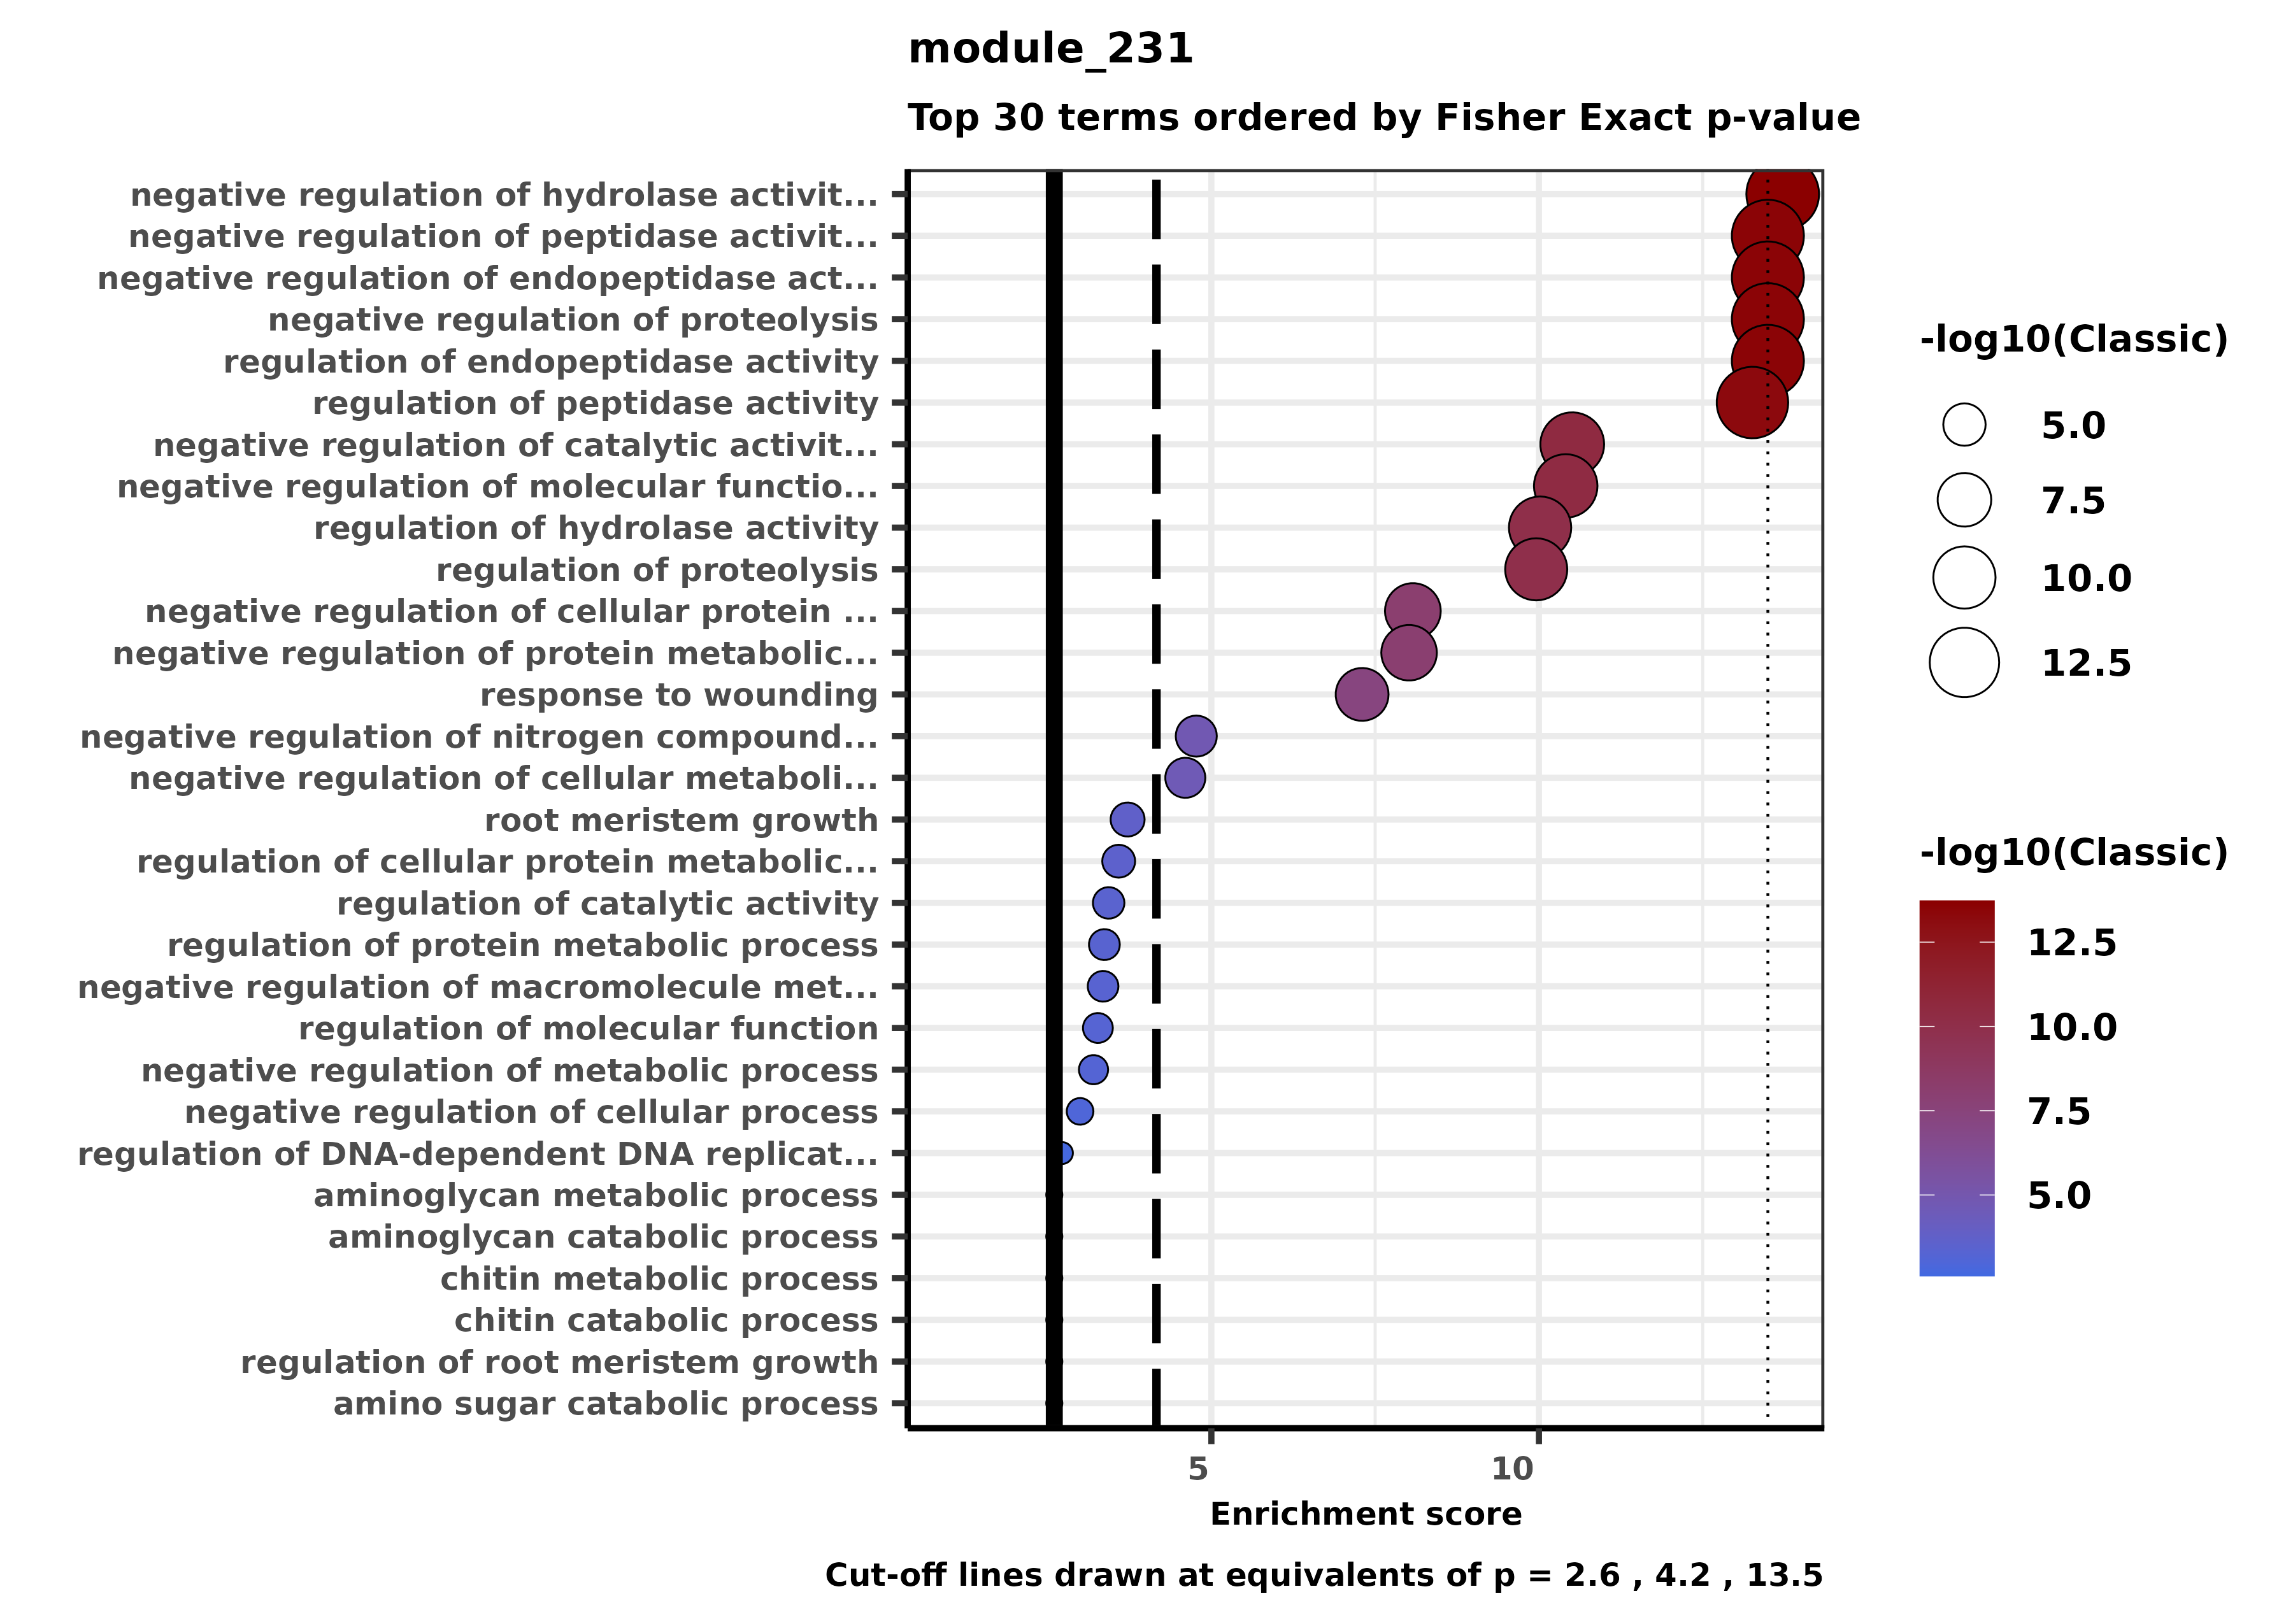 module_231
Top 30 terms ordered by Fisher Exact p-value
negative regulation of hydrolase activit...
negative regulation of peptidase activit...
negative regulation of endopeptidase act...
negative regulation of proteolysis
regulation of endopeptidase activity
regulation of peptidase activity
negative regulation of catalytic activit...
negative regulation of molecular functio...
regulation of hydrolase activity
regulation of proteolysis
negative regulation of cellular protein ...
negative regulation of protein metabolic...
response to wounding
negative regulation of nitrogen compound...
negative regulation of cellular metaboli...
root meristem growth
regulation of cellular protein metabolic...
regulation of catalytic activity
regulation of protein metabolic process
negative regulation of macromolecule met...
regulation of molecular function
negative regulation of metabolic process
negative regulation of cellular process
regulation of DNA-dependent DNA replicat...
aminoglycan metabolic process
aminoglycan catabolic process
chitin metabolic process
chitin catabolic process
regulation of root meristem growth
amino sugar catabolic process
5 10
Enrichment score
Cut-off lines drawn at equivalents of p = 2.6 , 4.2 , 13.5
-log10(Classic)
5.0
7.5
10.0
12.5
-log10(Classic)
12.5
10.0
7.5
5.0